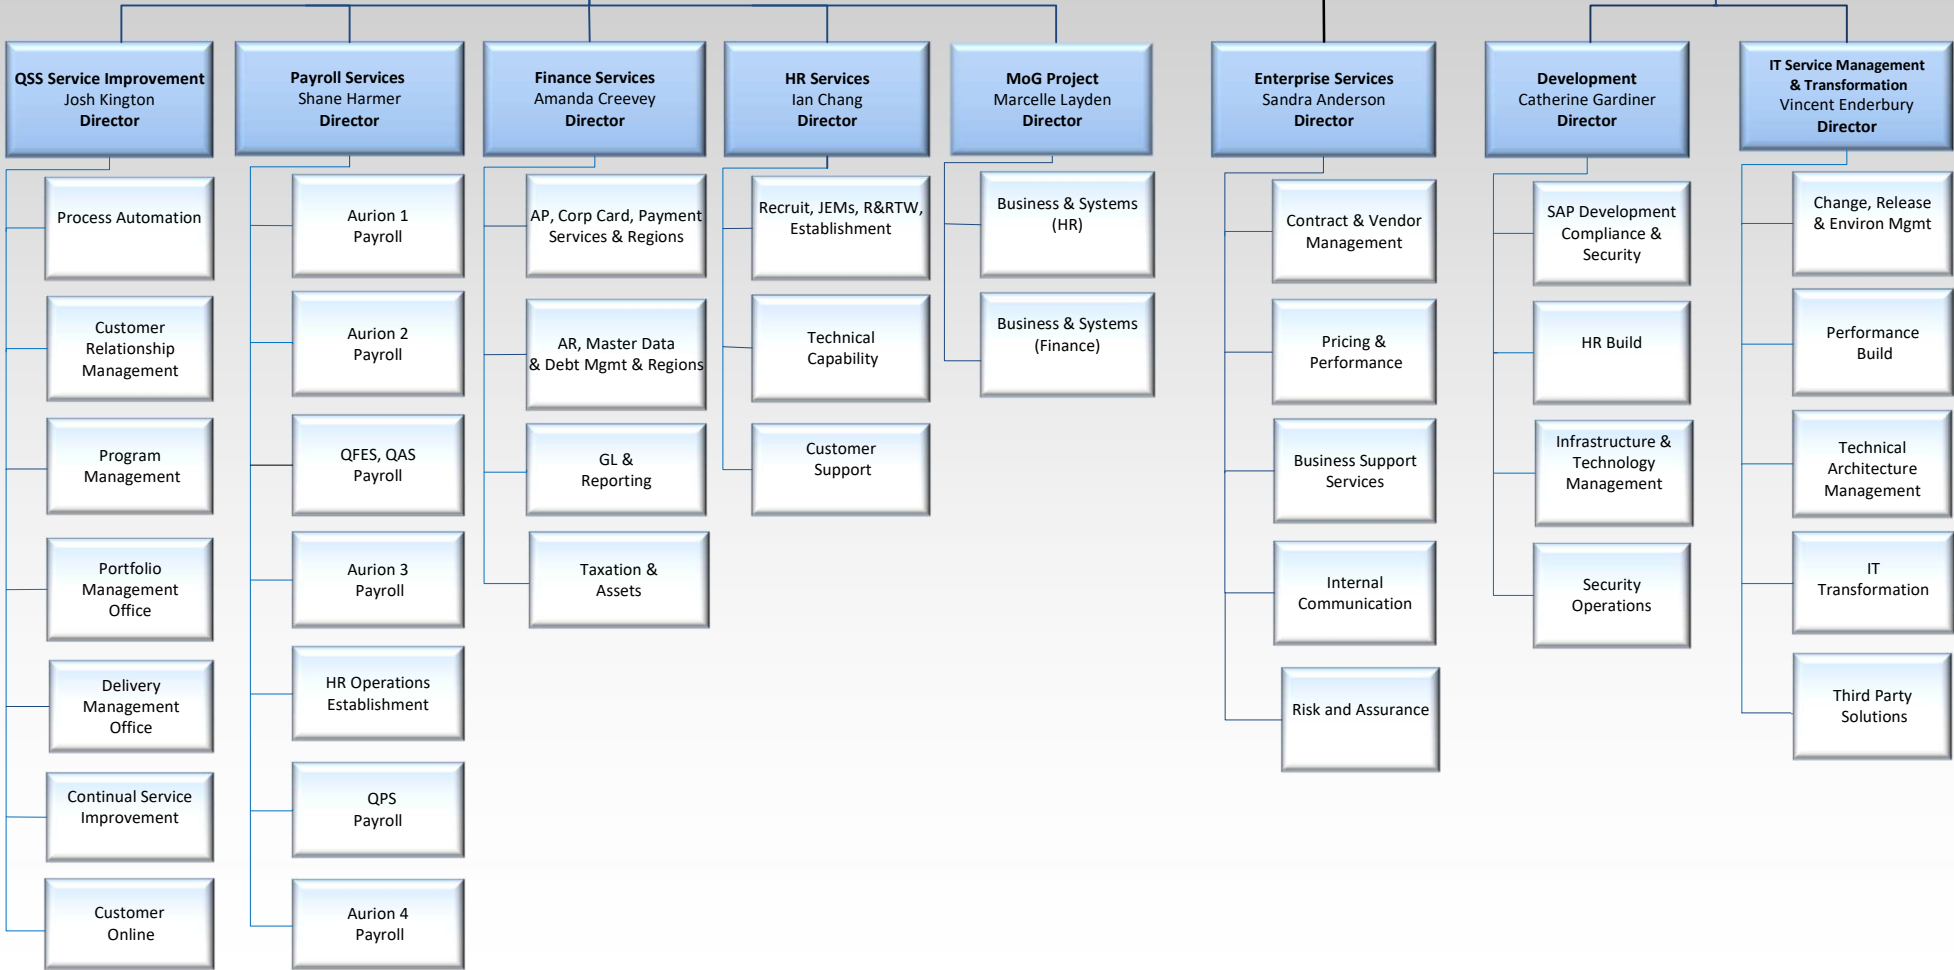 QSS Service Improvement
Josh Kington
Director
Process Automation
Customer
Relationship
Management
Program
Management
Portfolio
Management
Office
Delivery
Management
Office
Continual Service
Improvement
Customer
Online
Payroll Services
Shane Harmer
Director
Aurion 1
Payroll
Aurion 2
Payroll
QFES, QAS
Payroll
Aurion 3
Payroll
HR Operations
Establishment
QPS
Payroll
Aurion 4
Payroll
Finance Services
Amanda Creevey
Director
AP, Corp Card, Payment
Services & Regions
AR, Master Data
& Debt Mgmt & Regions
GL &
Reporting
Taxation &
Assets
HR Services
Ian Chang
Director
Recruit, JEMs, R&RTW,
Establishment
Technical
Capability
Customer
Support
MoG Project
Marcelle Layden
Director
Business & Systems
(HR)
Business & Systems
(Finance)
Enterprise Services
Sandra Anderson
Director
Contract & Vendor
Management
Pricing &
Performance
Business Support
Services
Internal
Communication
Risk and Assurance
Development
Catherine Gardiner
Director
SAP Development
Compliance &
Security
HR Build
Infrastructure &
Technology
Management
Security
Operations
IT Service Management
& Transformation
Vincent Enderbury
Director
Change, Release
& Environ Mgmt
Performance
Build
Technical
Architecture
Management
IT
Transformation
Third Party
Solutions